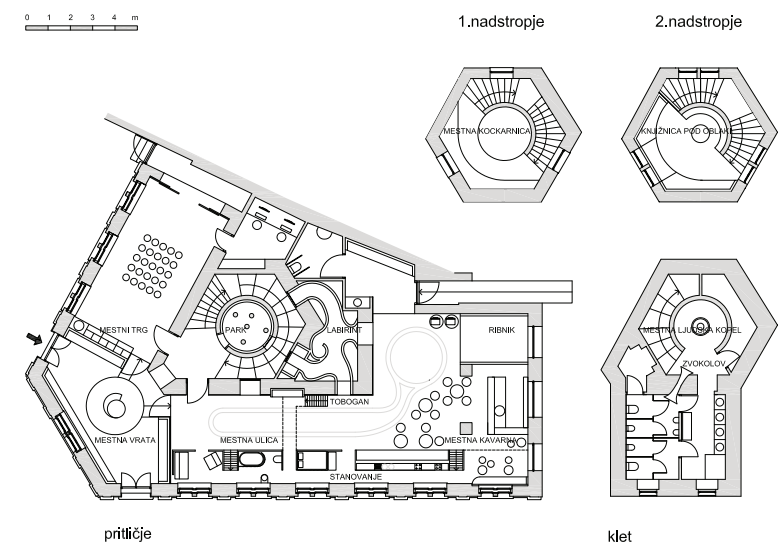 0 1 2 3 4 m
1.nadstropje
2.nadstropje
MESTNA KOCKARNICA
KNJIŽNICA POD OBLAKI
MESTNI TRG
PARK
LABIRINT
RIBNIK
MESTNA LJUDSKA KOPEL
ZVOKOLOV
TOBOGAN
MESTNA VRATA
MESTNA ULICA
MESTNA KAVARNA
STANOVANJE
pritličje
klet